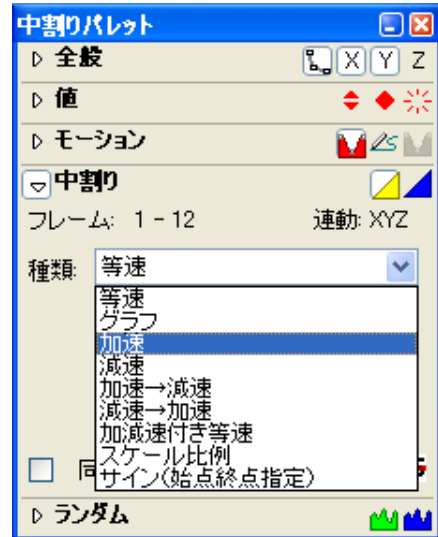 中割りパレット
全般 X Y Z
値
モーション
中割り
フレーム: 1 - 12 連動: XYZ
種類: 等速
等速
グラフ
加速
減速
加速→減速
減速→加速
加減速付き等速
スケール比例
サイン(始点終点指定)
ランダム